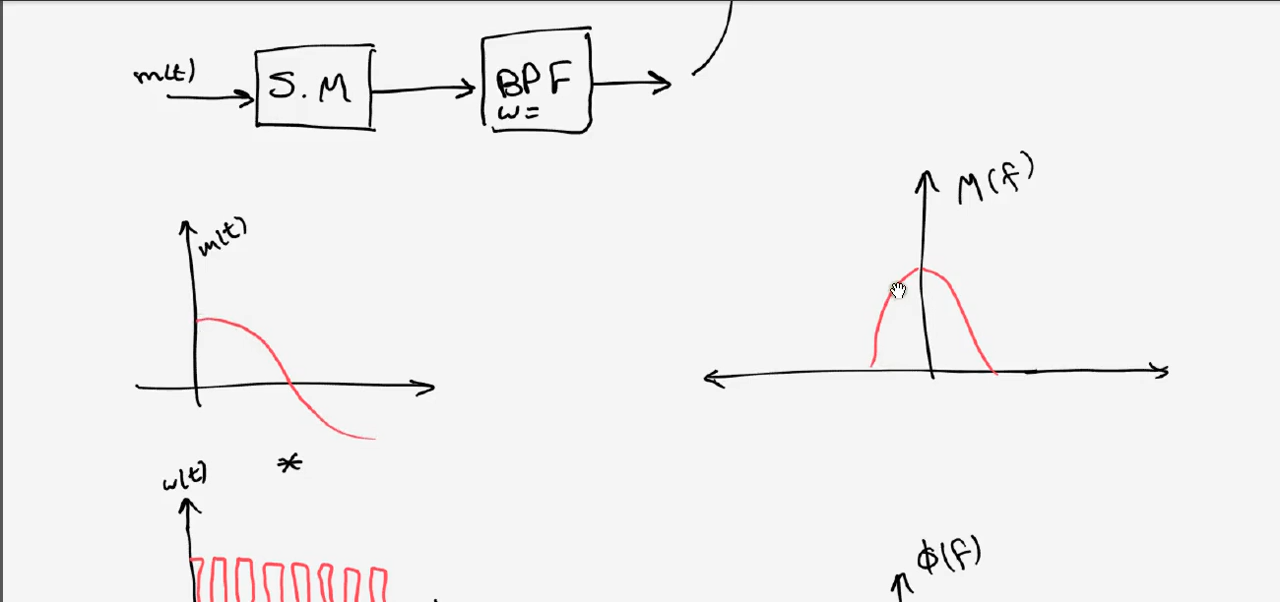 m(t)
S.M
BPF
w=
M(f)
m(t)
*
w(t)
ϕ(f)